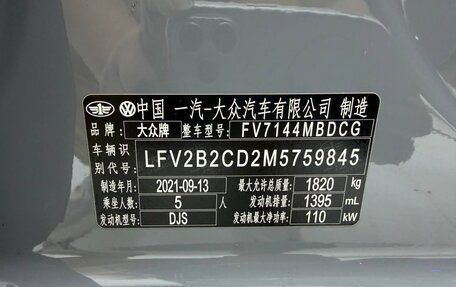 中国 一汽-大众汽车有限公司 制造
品牌: 大众牌 整车型号: FV7144MBDCG
车辆识别代号: LFV2B2CD2M5759845
制造年月: 2021-09-13 最大允许总质量: 1820 kg
乘坐人数: 5 人 发动机排量: 1395 mL
发动机型号: DJS 发动机最大净功率: 110 kW